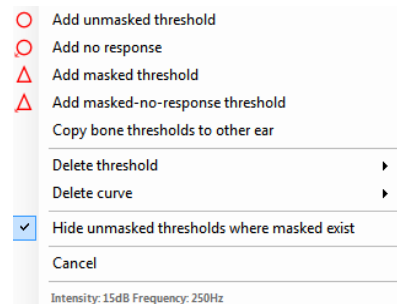 Add unmasked threshold
Add no response
Add masked threshold
Add masked-no-response threshold
Copy bone thresholds to other ear
Delete threshold
Delete curve
Hide unmasked thresholds where masked exist
Cancel
Intensity: 15dB Frequency: 250Hz